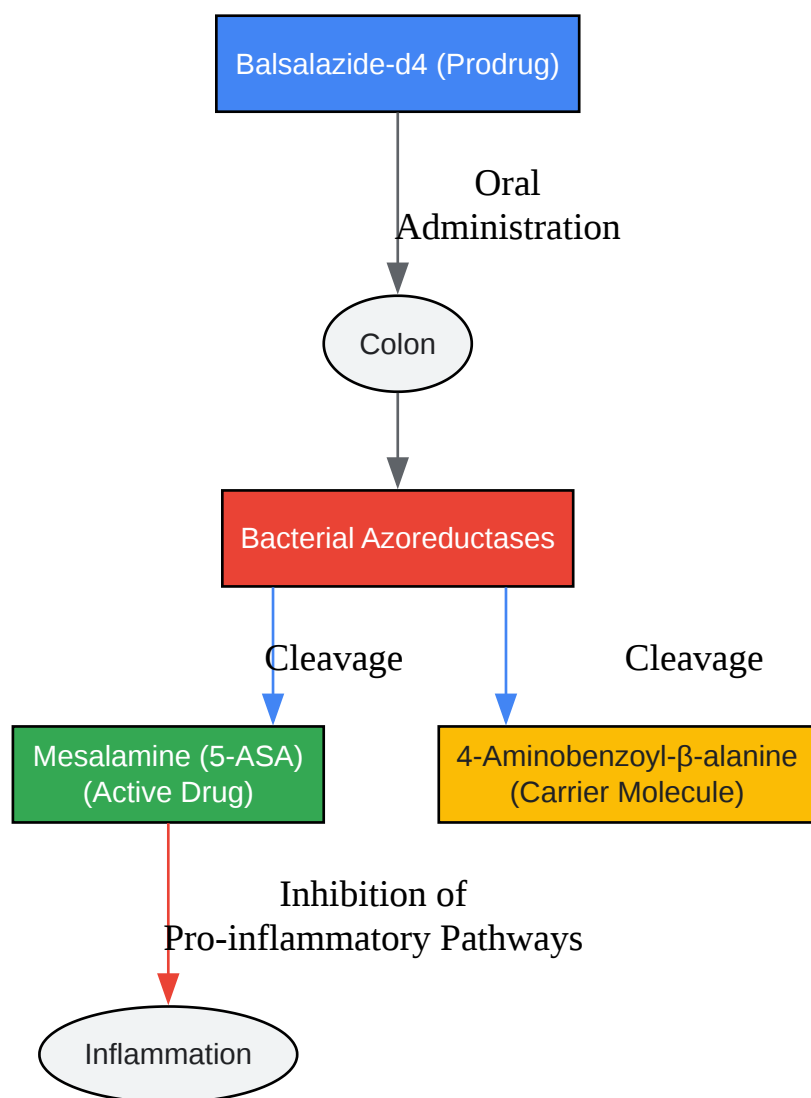 Balsalazide-d4 (Prodrug)
Oral
Administration
Colon
Bacterial Azoreductases
Cleavage
Cleavage
Mesalamine (5-ASA)
(Active Drug)
4-Aminobenzoyl-β-alanine
(Carrier Molecule)
Inhibition of
Pro-inflammatory Pathways
Inflammation